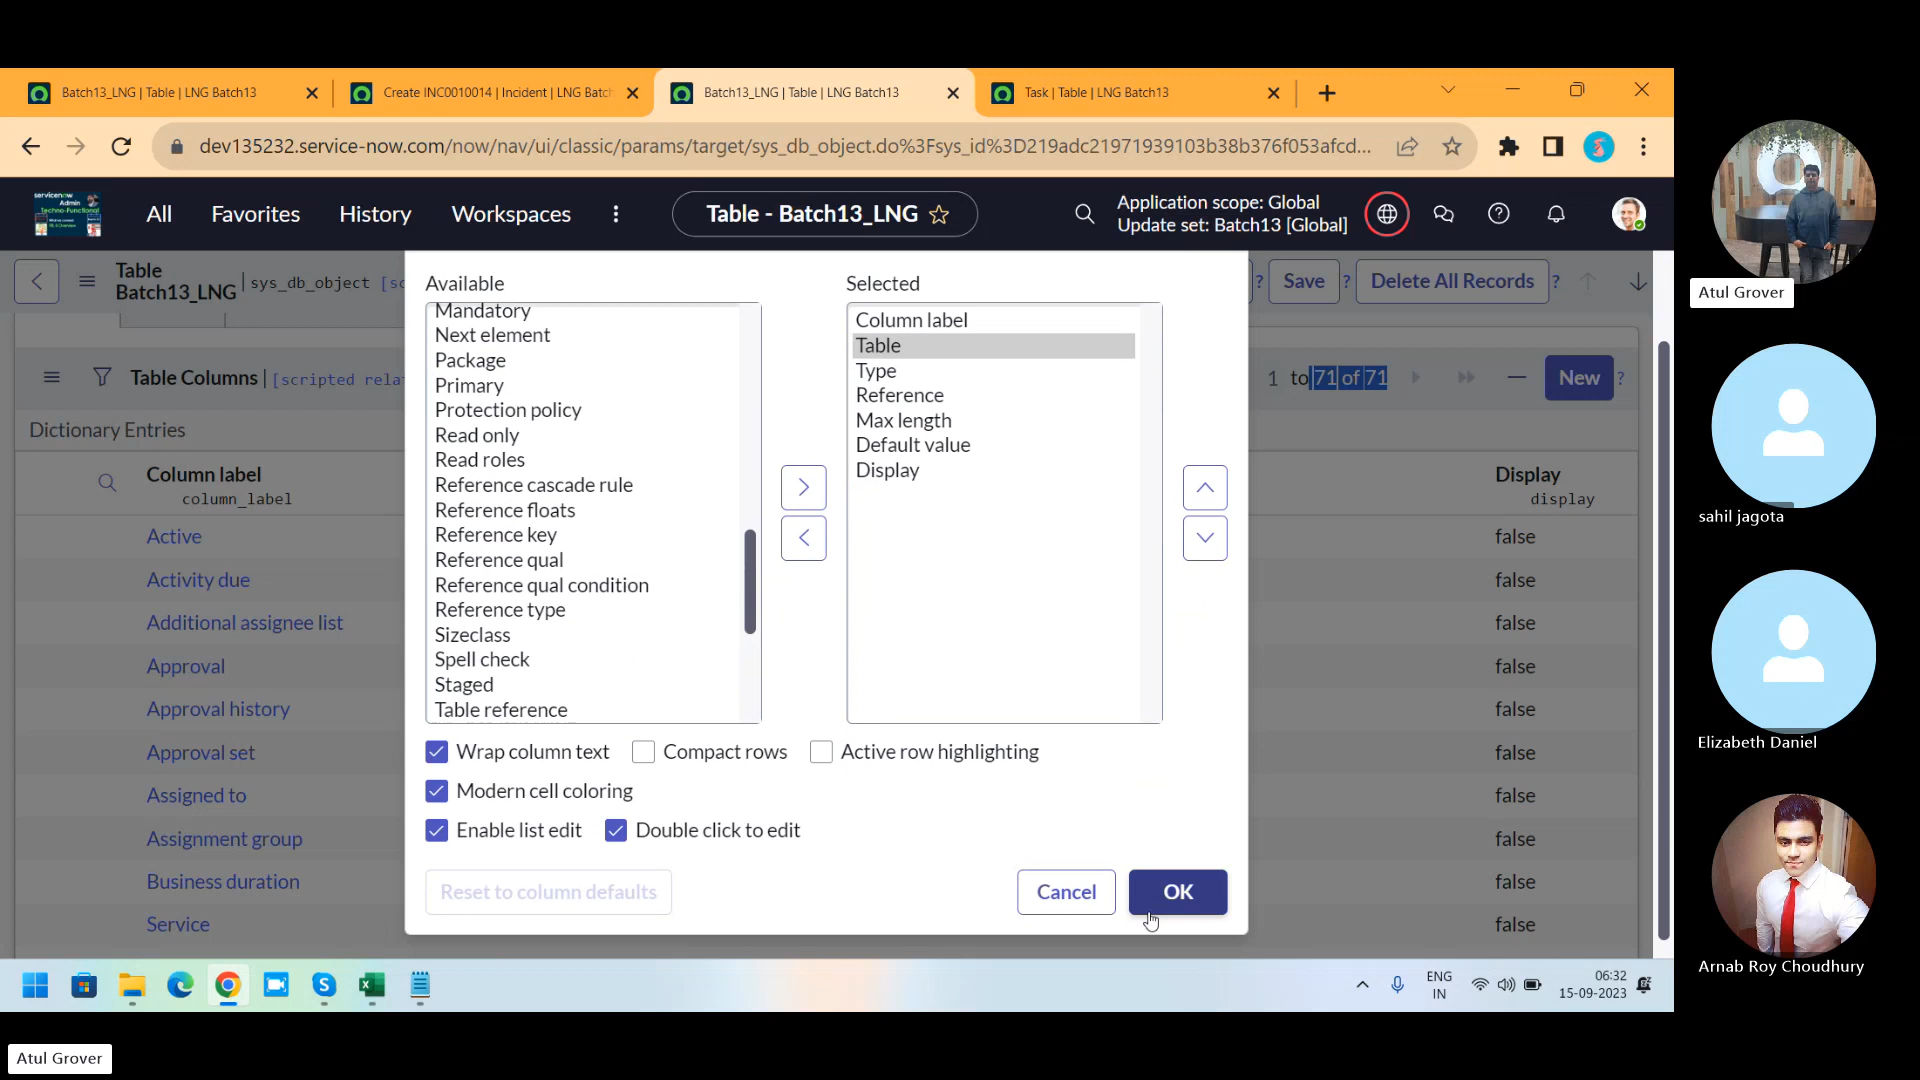 Batch13_LNG | Table | LNG Batch13
Create INC0010014 | Incident | LNG Batc
Batch13_LNG | Table | LNG Batch13
Task | Table | LNG Batch13
dev135232.service-now.com/now/nav/ui/classic/params/target/sys_db_object.do%3Fsys_id%3D219adc21971939103b38b376f053afcd...
servicenow
Admin
Techno-Functional
All
Favorites
History
Workspaces
Table - Batch13_LNG
Application scope: Global
Update set: Batch13 [Global]
Table
Batch13_LNG
sys_db_object [sc
? Save ? Delete All Records ?
Table Columns | [scripted rela
1 to 71 of 71
New ?
Dictionary Entries
Column label
column_label
Display
display
Active false
Activity due false
Additional assignee list false
Approval false
Approval history false
Approval set false
Assigned to false
Assignment group false
Business duration false
Service false
Available
Mandatory
Next element
Package
Primary
Protection policy
Read only
Read roles
Reference cascade rule
Reference floats
Reference key
Reference qual
Reference qual condition
Reference type
Sizeclass
Spell check
Staged
Table reference
Selected
Column label
Table
Type
Reference
Max length
Default value
Display
Wrap column text
Compact rows
Active row highlighting
Modern cell coloring
Enable list edit
Double click to edit
Reset to column defaults
Cancel
OK
ENG
IN
06:32
15-09-2023
Atul Grover
sahil jagota
Elizabeth Daniel
Arnab Roy Choudhury
Atul Grover